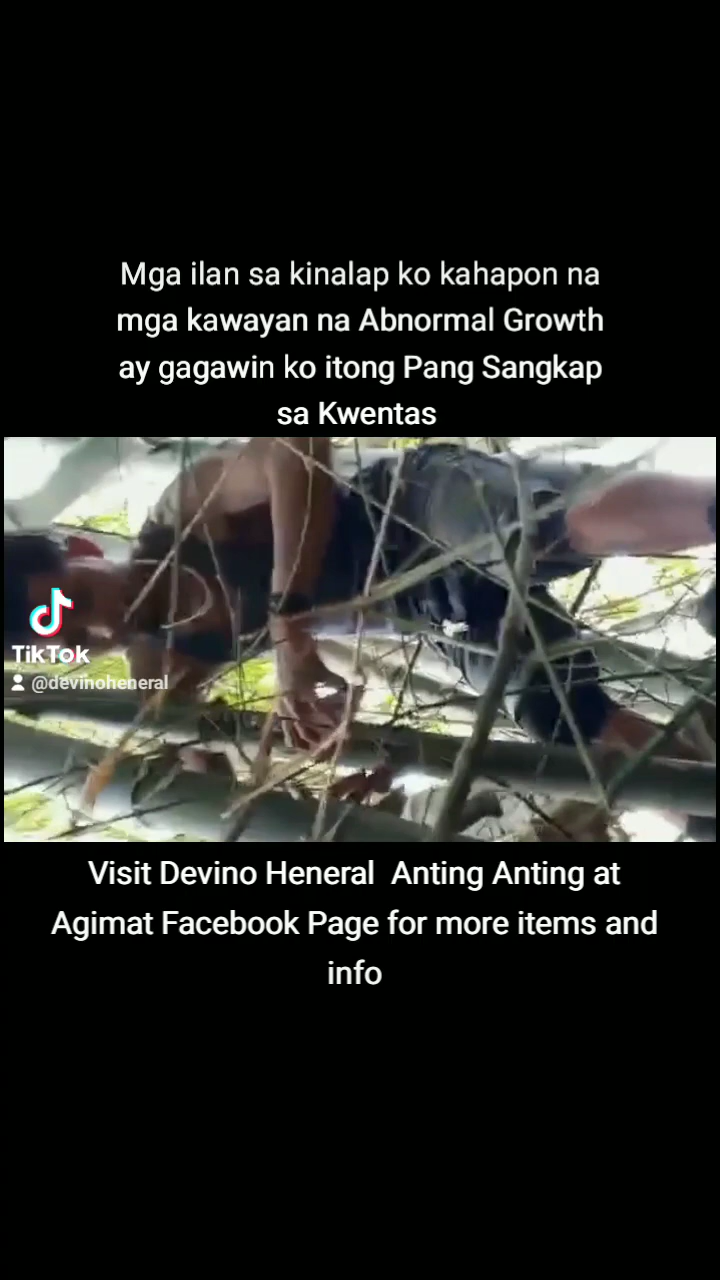 Mga ilan sa kinalap ko kahapon na
mga kawayan na Abnormal Growth
ay gagawin ko itong Pang Sangkap
sa Kwentas
TikTok
@devinoheneral
Visit Devino Heneral Anting Anting at
Agimat Facebook Page for more items and
info